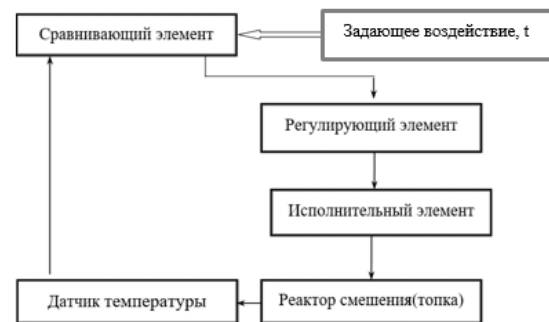 Сравнивающий элемент
Задающее воздействие, t
Регулирующий элемент
Исполнительный элемент
Датчик температуры
Реактор смешения(топка)